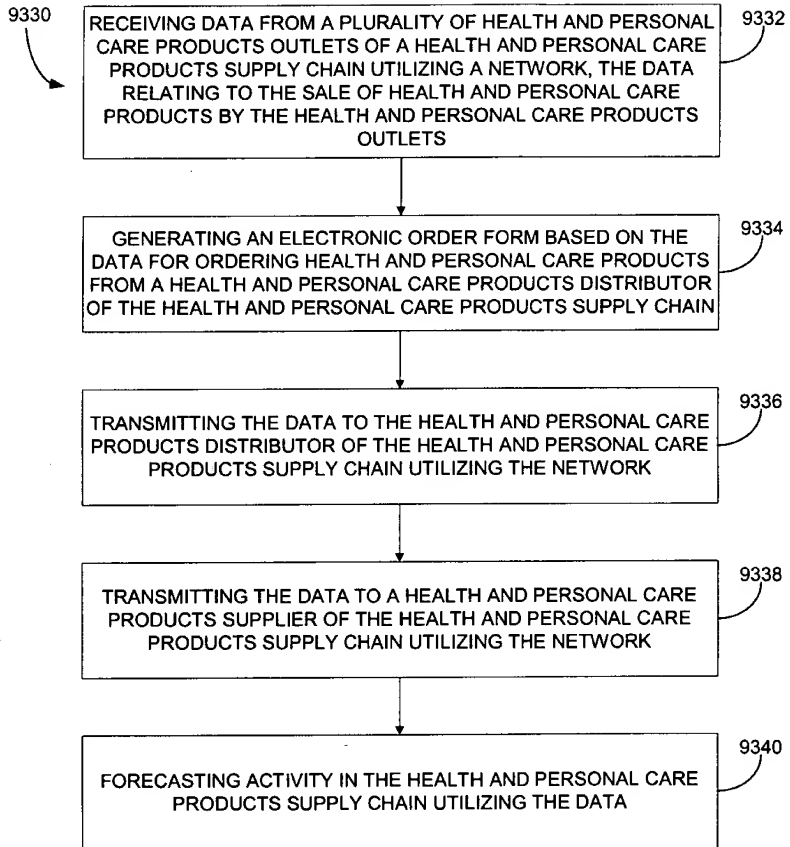 9330
9332
RECEIVING DATA FROM A PLURALITY OF HEALTH AND PERSONAL
CARE PRODUCTS OUTLETS OF A HEALTH AND PERSONAL CARE
PRODUCTS SUPPLY CHAIN UTILIZING A NETWORK, THE DATA
RELATING TO THE SALE OF HEALTH AND PERSONAL CARE
PRODUCTS BY THE HEALTH AND PERSONAL CARE PRODUCTS
OUTLETS
9334
GENERATING AN ELECTRONIC ORDER FORM BASED ON THE
DATA FOR ORDERING HEALTH AND PERSONAL CARE PRODUCTS
FROM A HEALTH AND PERSONAL CARE PRODUCTS DISTRIBUTOR
OF THE HEALTH AND PERSONAL CARE PRODUCTS SUPPLY CHAIN
9336
TRANSMITTING THE DATA TO THE HEALTH AND PERSONAL CARE
PRODUCTS DISTRIBUTOR OF THE HEALTH AND PERSONAL CARE
PRODUCTS SUPPLY CHAIN UTILIZING THE NETWORK
9338
TRANSMITTING THE DATA TO A HEALTH AND PERSONAL CARE
PRODUCTS SUPPLIER OF THE HEALTH AND PERSONAL CARE
PRODUCTS SUPPLY CHAIN UTILIZING THE NETWORK
9340
FORECASTING ACTIVITY IN THE HEALTH AND PERSONAL CARE
PRODUCTS SUPPLY CHAIN UTILIZING THE DATA